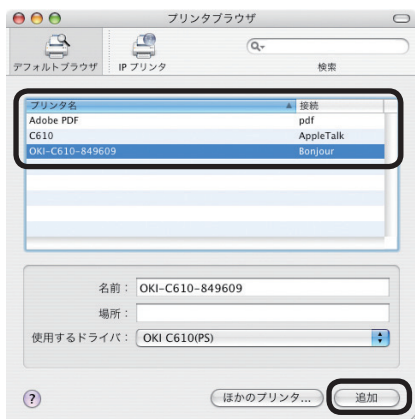 プリンタブラウザ
デフォルトブラウザ IP プリンタ 検索
プリンタ名 接続
Adobe PDF pdf
C610 AppleTalk
OKI-C610-849609 Bonjour
名前： OKI-C610-849609
場所：
使用するドライバ： OKI C610(PS)
? ほかのプリンタ... 追加